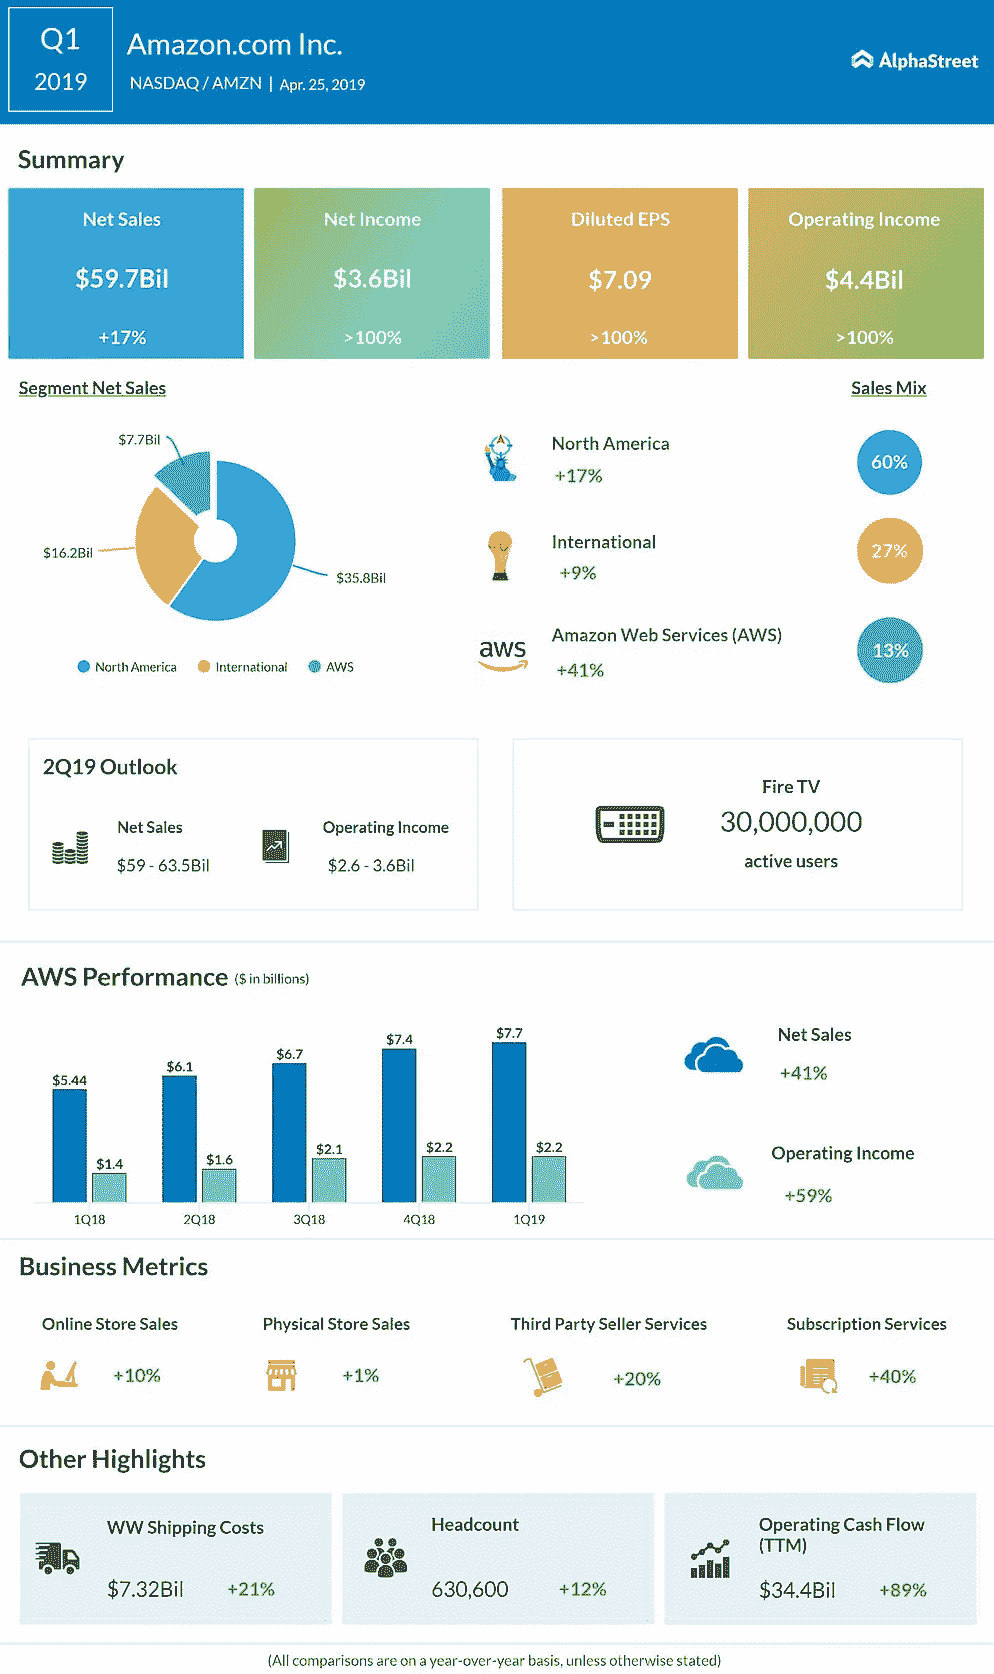 Q1
2019
Amazon.com Inc.
NASDAQ / AMZN | Apr. 25, 2019
AlphaStreet
Summary
Net Sales
$59.7Bil
+17%
Net Income
$3.6Bil
>100%
Diluted EPS
$7.09
>100%
Operating Income
$4.4Bil
>100%
Segment Net Sales
$7.7Bil
$16.2Bil
$35.8Bil
North America International AWS
Sales Mix
North America
+17%
60%
International
+9%
27%
aws
Amazon Web Services (AWS)
+41%
13%
2Q19 Outlook
Net Sales
$59 - 63.5Bil
Operating Income
$2.6 - 3.6Bil
Fire TV
30,000,000
active users
AWS Performance ($ in billions)
$5.44 $1.4 $6.1 $1.6 $6.7 $2.1 $7.4 $2.2 $7.7 $2.2
1Q18 2Q18 3Q18 4Q18 1Q19
Net Sales
+41%
Operating Income
+59%
Business Metrics
Online Store Sales
+10%
Physical Store Sales
+1%
Third Party Seller Services
+20%
Subscription Services
+40%
Other Highlights
WW Shipping Costs
$7.32Bil +21%
Headcount
630,600 +12%
Operating Cash Flow
(TTM)
$34.4Bil +89%
(All comparisons are on a year-over-year basis, unless otherwise stated)